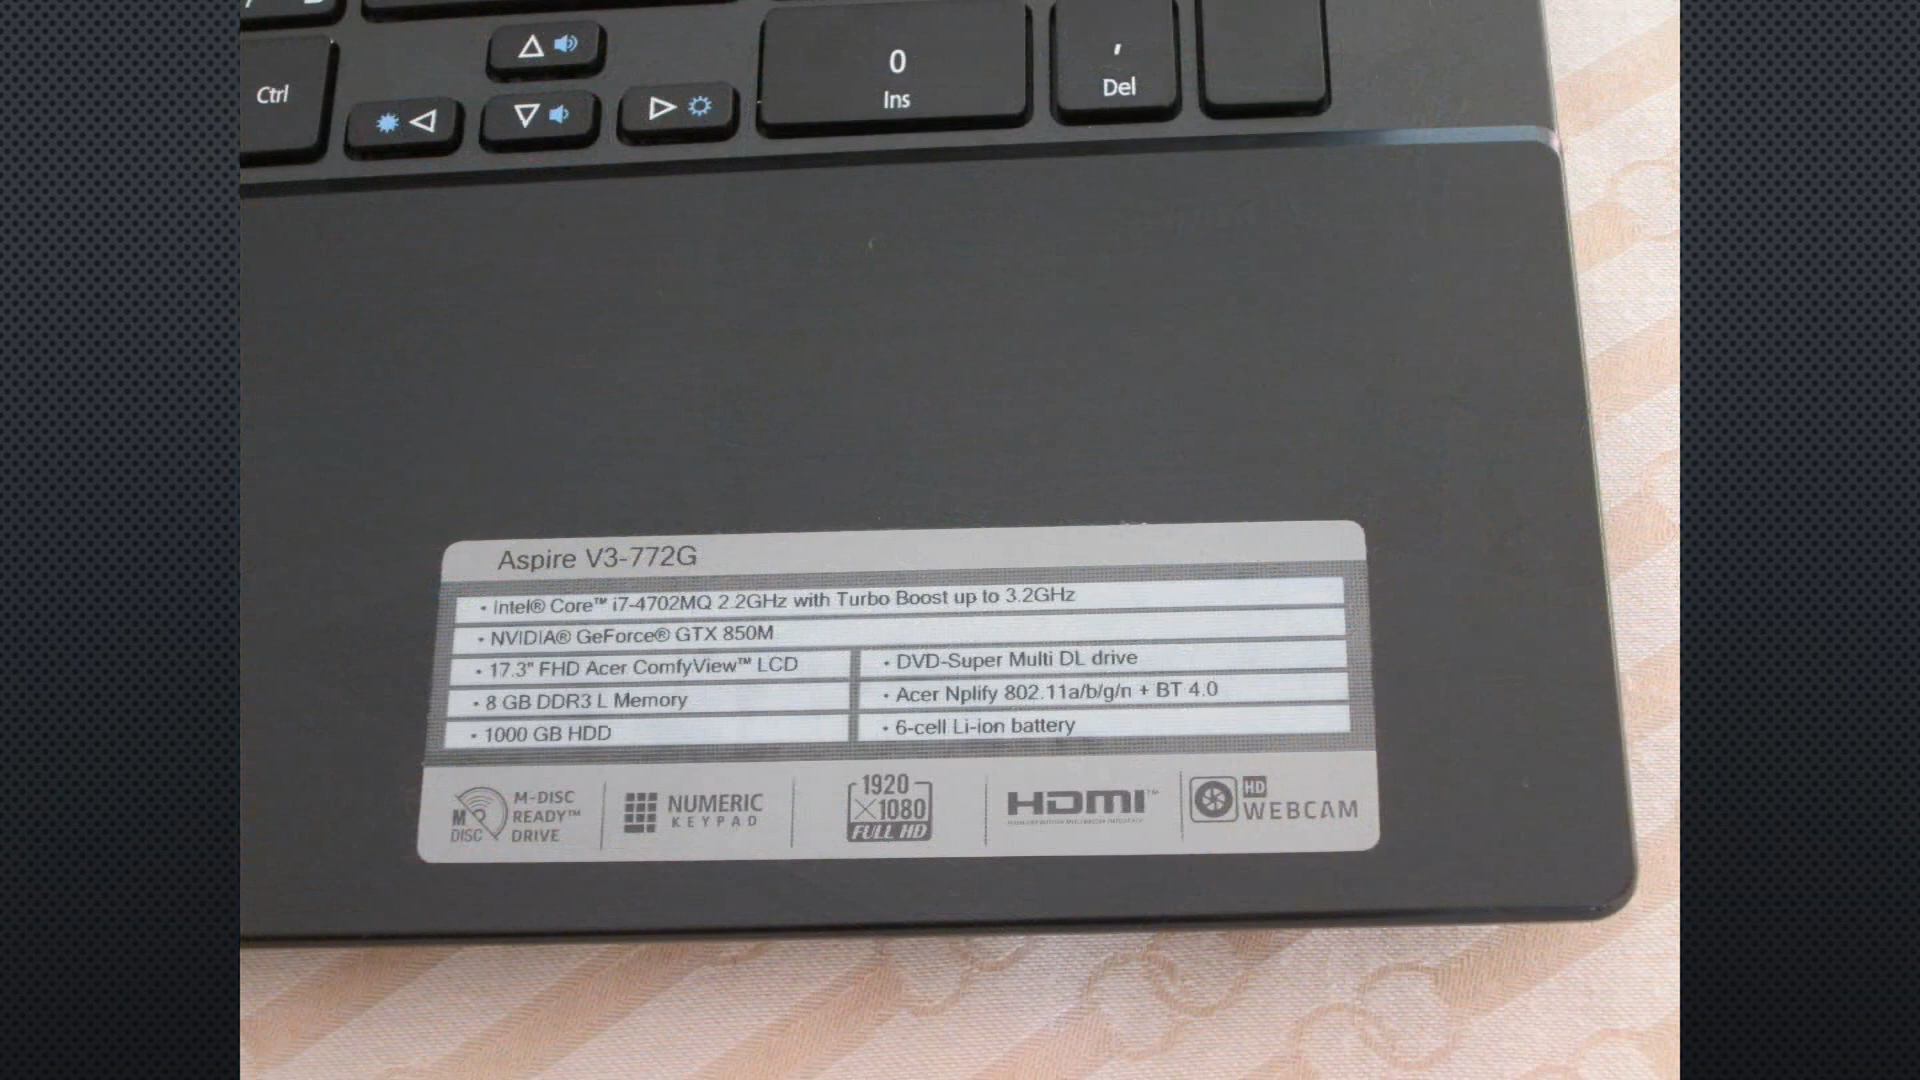 Ctrl
0
Ins
,
Del
Aspire V3-772G
• Intel® Core™ i7-4702MQ 2.2GHz with Turbo Boost up to 3.2GHz
• NVIDIA® GeForce® GTX 850M
• 17.3" FHD Acer ComfyView™ LCD
• 8 GB DDR3 L Memory
• 1000 GB HDD
• DVD-Super Multi DL drive
• Acer Nplify 802.11a/b/g/n + BT 4.0
• 6-cell Li-ion battery
M DISC
M-DISC
READY™
DRIVE
NUMERIC
KEYPAD
1920
×1080
FULL HD
HDMI™
HD
WEBCAM